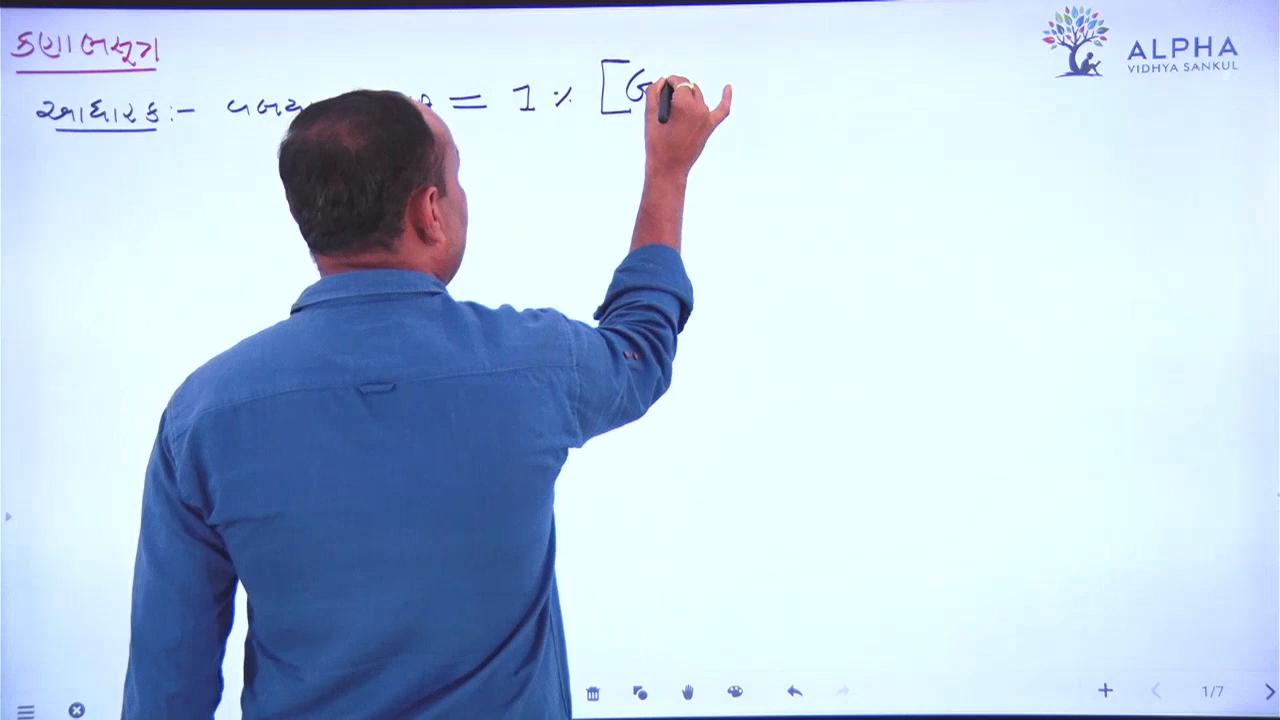 કણાભસૂત્ર
ALPHA
VIDHYA SANKUL
આધારક :- = 1 % [
1/7